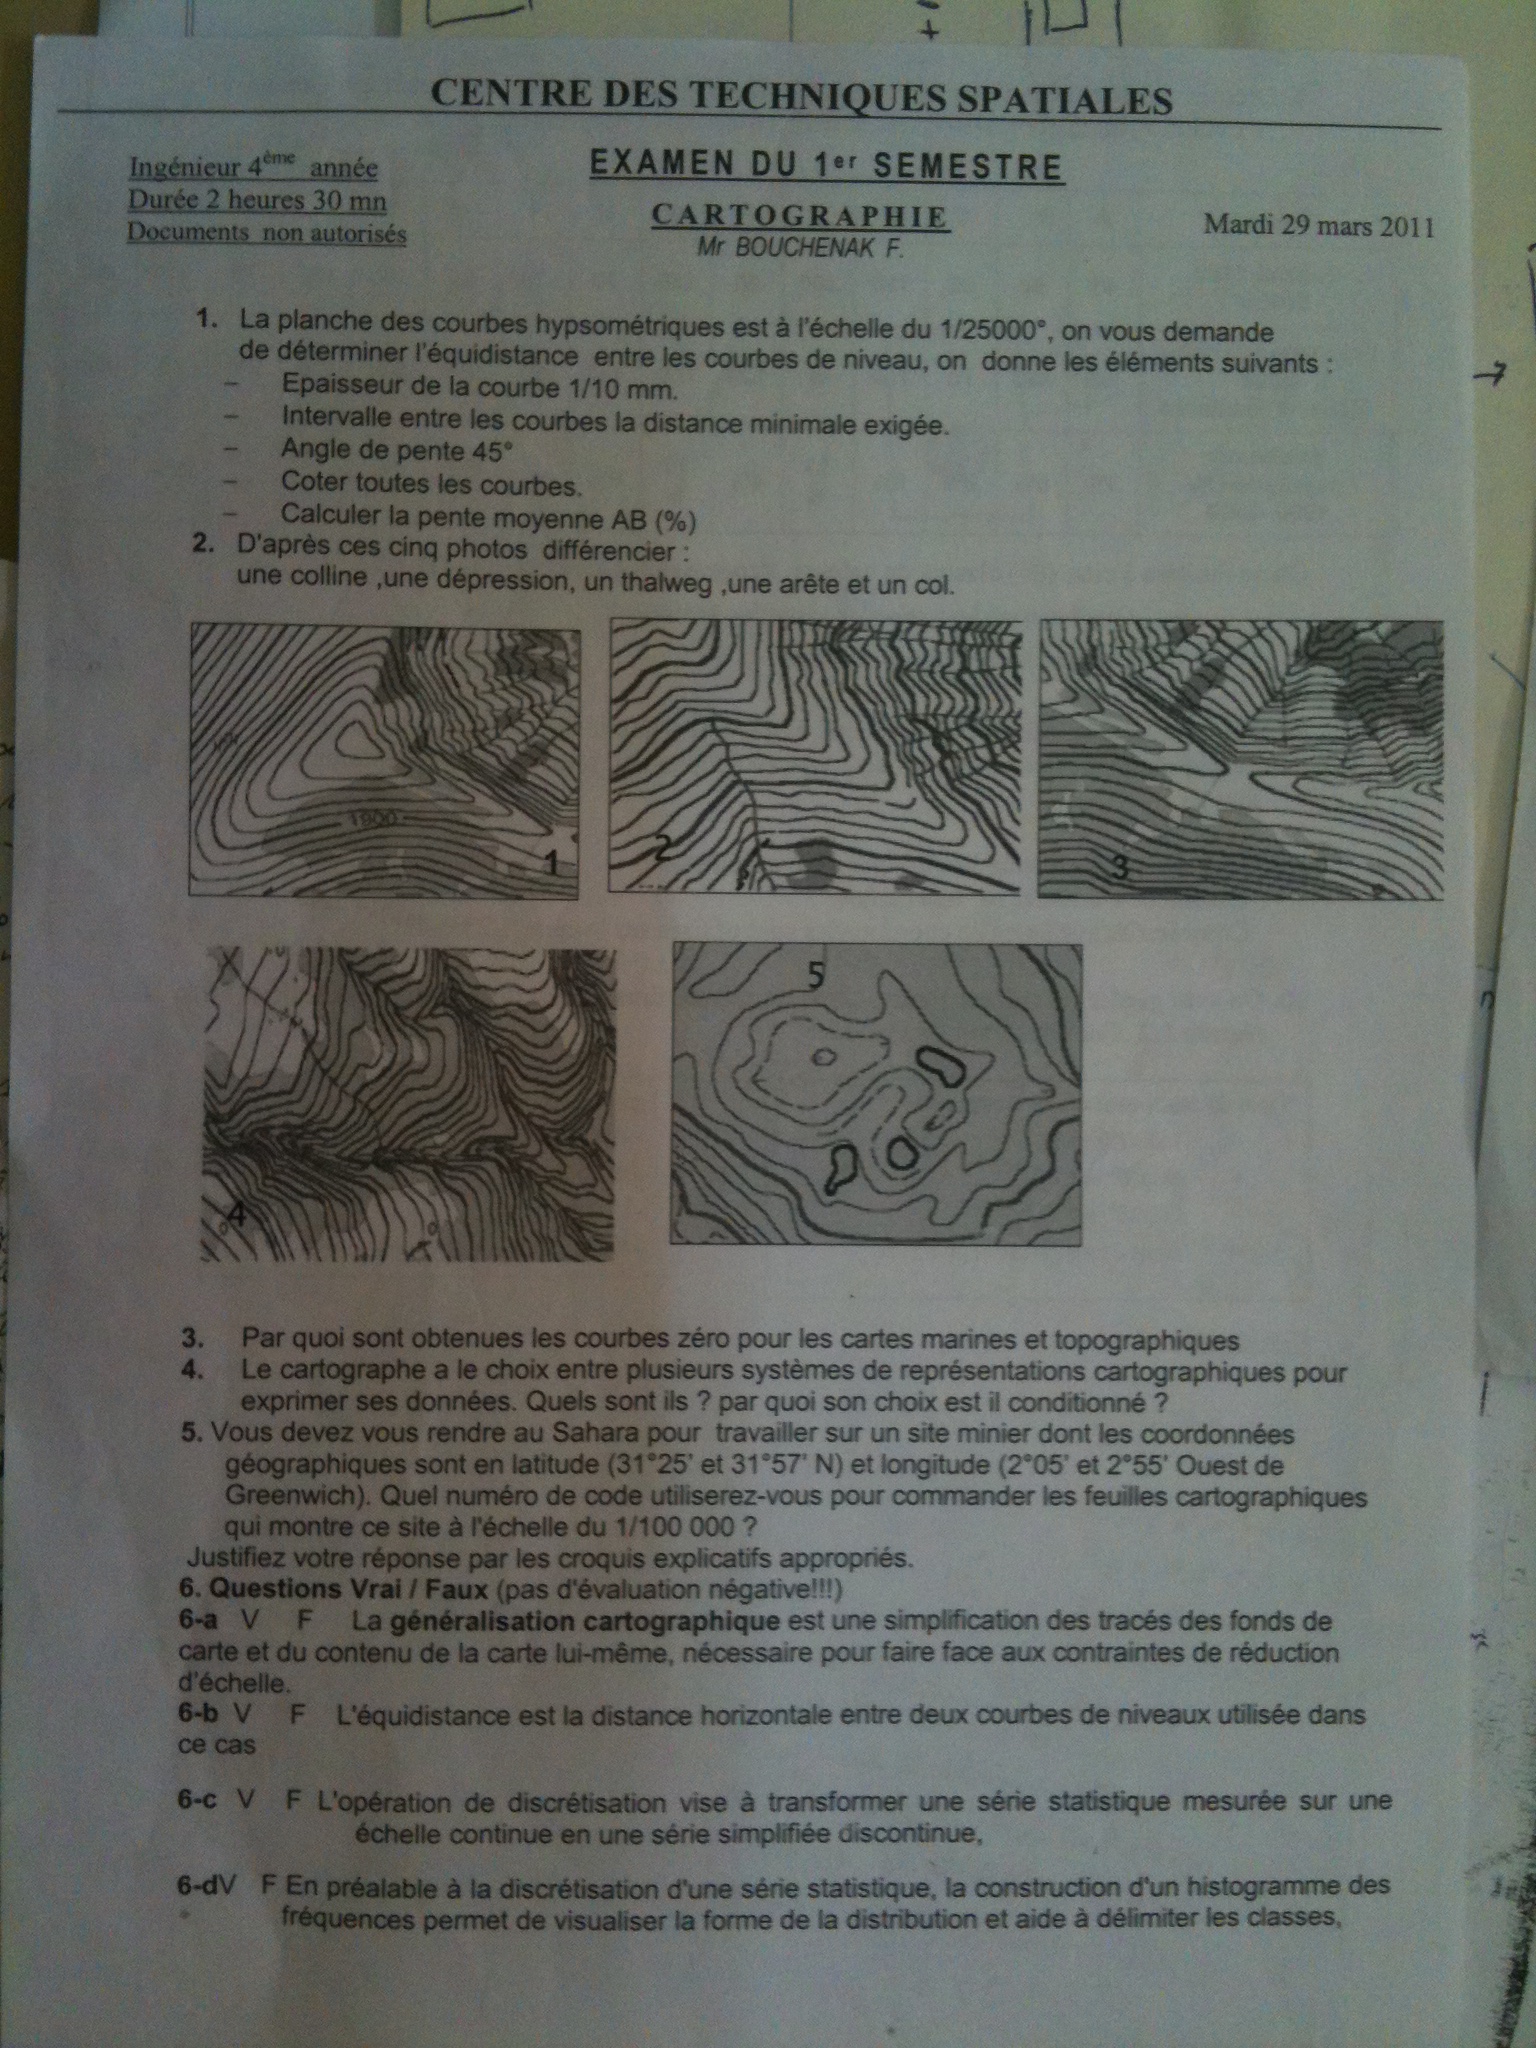 CENTRE DES TECHNIQUES SPATIALES
Ingénieur 4ème année
EXAMEN DU 1er SEMESTRE
Durée 2 heures 30 mn
CARTOGRAPHIE
Mardi 29 mars 2011
Documents non autorisés
Mr BOUCHENAK F.
1. La planche des courbes hypsométriques est à l'échelle du 1/25000°, on vous demande
de déterminer l'équidistance entre les courbes de niveau, on donne les éléments suivants :
– Epaisseur de la courbe 1/10 mm.
– Intervalle entre les courbes la distance minimale exigée.
– Angle de pente 45°
– Coter toutes les courbes.
– Calculer la pente moyenne AB (%)
2. D'après ces cinq photos différencier :
une colline ,une dépression, un thalweg ,une arête et un col.
1900
1
2
3
4
5
3. Par quoi sont obtenues les courbes zéro pour les cartes marines et topographiques
4. Le cartographe a le choix entre plusieurs systèmes de représentations cartographiques pour
exprimer ses données. Quels sont ils ? par quoi son choix est il conditionné ?
5. Vous devez vous rendre au Sahara pour travailler sur un site minier dont les coordonnées
géographiques sont en latitude (31°25' et 31°57' N) et longitude (2°05' et 2°55' Ouest de
Greenwich). Quel numéro de code utiliserez-vous pour commander les feuilles cartographiques
qui montre ce site à l'échelle du 1/100 000 ?
Justifiez votre réponse par les croquis explicatifs appropriés.
6. Questions Vrai / Faux (pas d'évaluation négative!!!)
6-a V F La généralisation cartographique est une simplification des tracés des fonds de
carte et du contenu de la carte lui-même, nécessaire pour faire face aux contraintes de réduction
d'échelle.
6-b V F L'équidistance est la distance horizontale entre deux courbes de niveaux utilisée dans
ce cas
6-c V F L'opération de discrétisation vise à transformer une série statistique mesurée sur une
échelle continue en une série simplifiée discontinue,
6-dV F En préalable à la discrétisation d'une série statistique, la construction d'un histogramme des
fréquences permet de visualiser la forme de la distribution et aide à délimiter les classes,